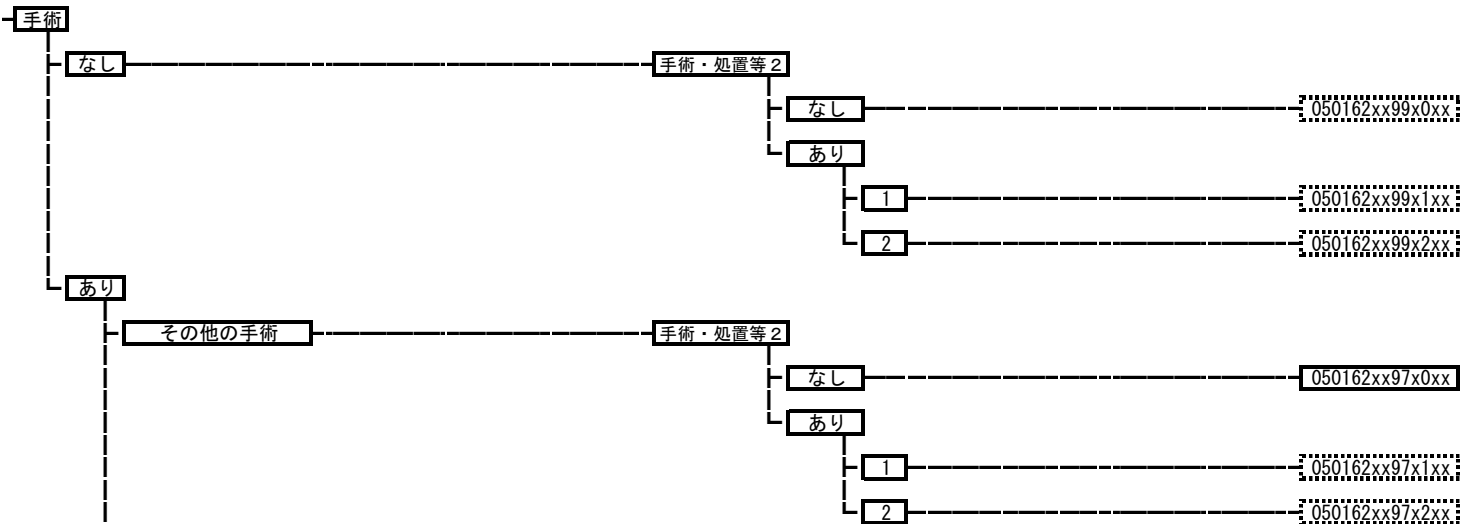 手術
なし 手術・処置等2
なし 050162xx99x0xx
あり
1 050162xx99x1xx
2 050162xx99x2xx
あり
その他の手術 手術・処置等2
なし 050162xx97x0xx
あり
1 050162xx97x1xx
2 050162xx97x2xx